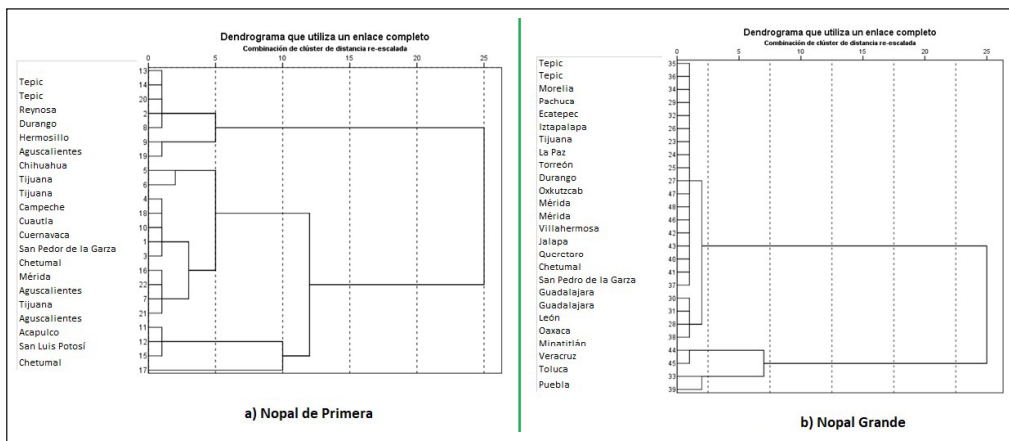 Dendrograma que utiliza un enlace completo
Combinación de clúster de distancia re-escalada
0 5 10 15 20 25
13
Tepic
14
Tepic
20
Reynosa
2
Durango
8
Hermosillo
9
Aguscalientes
19
Chihuahua
5
Tijuana
6
Tijuana
4
Campeche
18
Cuautla
10
Cuernavaca
1
San Pedor de la Garza
3
Chetumal
16
Mérida
22
Aguscalientes
7
Tijuana
21
Aguscalientes
11
Acapulco
12
San Luis Potosí
15
Chetumal
17
a) Nopal de Primera
Dendrograma que utiliza un enlace completo
Combinación de clúster de distancia re-escalada
0 5 10 15 20 25
Tepic 35
Tepic 36
Morelia 34
Pachuca 29
Ecatepec 32
Iztapalapa 26
Tijuana 23
La Paz 24
Torreón 25
Durango 27
Oxkutzcab 47
Mérida 48
Mérida 46
Villahermosa 42
Jalapa 43
Queretaro 40
Chetumal 41
San Pedro de la Garza 37
Guadalajara 30
Guadalajara 31
León 28
Oaxaca 38
Minatitlán 44
Veracruz 45
Toluca 33
Puebla 39
b) Nopal Grande